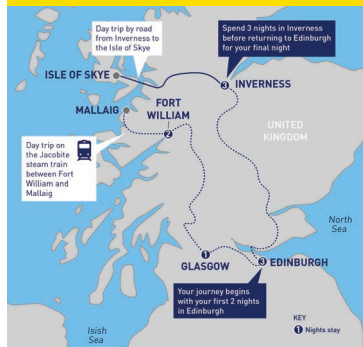 Day trip by road
from Inverness to
the Isle of Skye
Spend 3 nights in Inverness
before returning to Edinburgh
for your final night
ISLE OF SKYE
3
INVERNESS
MALLAIG
FORT
WILLIAM
2
UNITED
KINGDOM
Day trip on
the Jacobite
steam train
between Fort
William and
Mallaig
North
Sea
1
GLASGOW
3
EDINBURGH
Your journey begins
with your first 2 nights
in Edinburgh
KEY
1 Nights stay
Isish
Sea